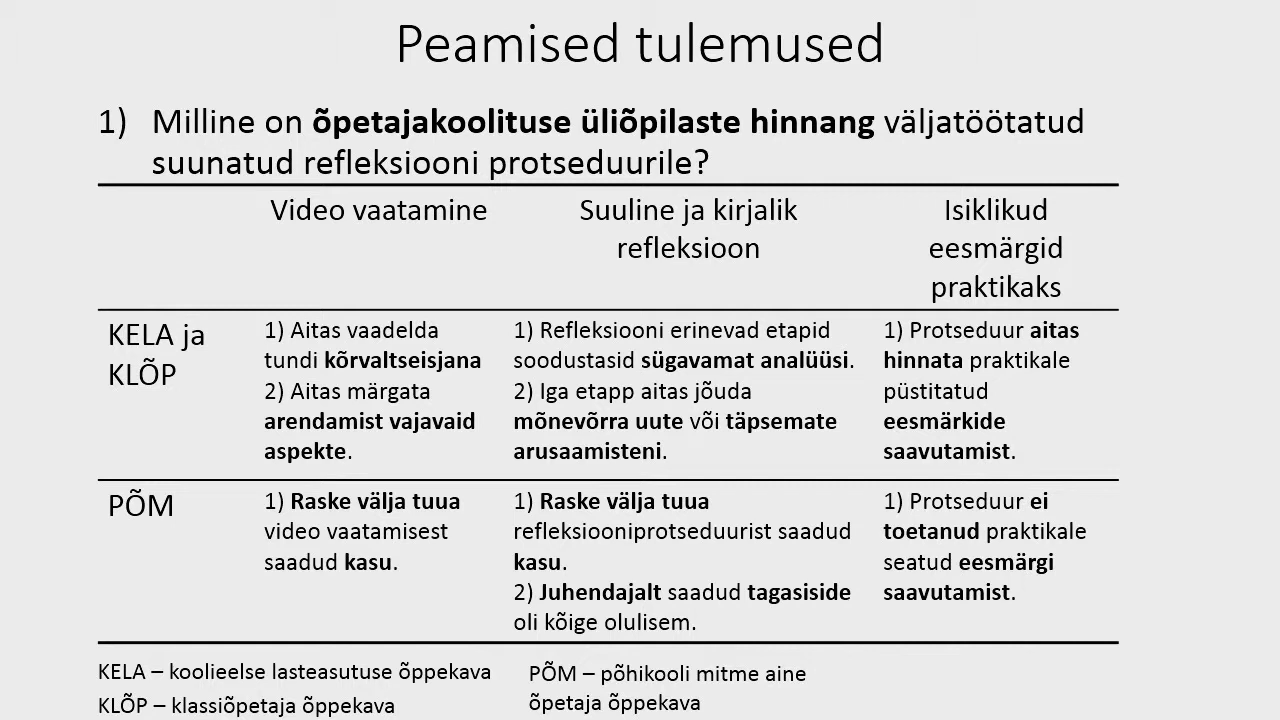 Peamised tulemused
1) Milline on õpetajakoolituse üliõpilaste hinnang väljatöötatud
suunatud refleksiooni protseduurile?
Video vaatamine
Suuline ja kirjalik
refleksioon
Isiklikud
eesmärgid
praktikaks
KELA ja
KLÕP
1) Aitas vaadelda
tundi kõrvaltseisjana
2) Aitas märgata
arendamist vajavaid
aspekte.
1) Refleksiooni erinevad etapid
soodustasid sügavamat analüüsi.
2) Iga etapp aitas jõuda
mõnevõrra uute või täpsemate
arusaamisteni.
1) Protseduur aitas
hinnata praktikale
püstitatud
eesmärkide
saavutamist.
PÕM
1) Raske välja tuua
video vaatamisest
saadud kasu.
1) Raske välja tuua
refleksiooniprotseduurist saadud
kasu.
2) Juhendajalt saadud tagasiside
oli kõige olulisem.
1) Protseduur ei
toetanud praktikale
seatud eesmärgi
saavutamist.
KELA – koolieelse lasteasutuse õppekava
KLÕP – klassiõpetaja õppekava
PÕM – põhikooli mitme aine
õpetaja õppekava